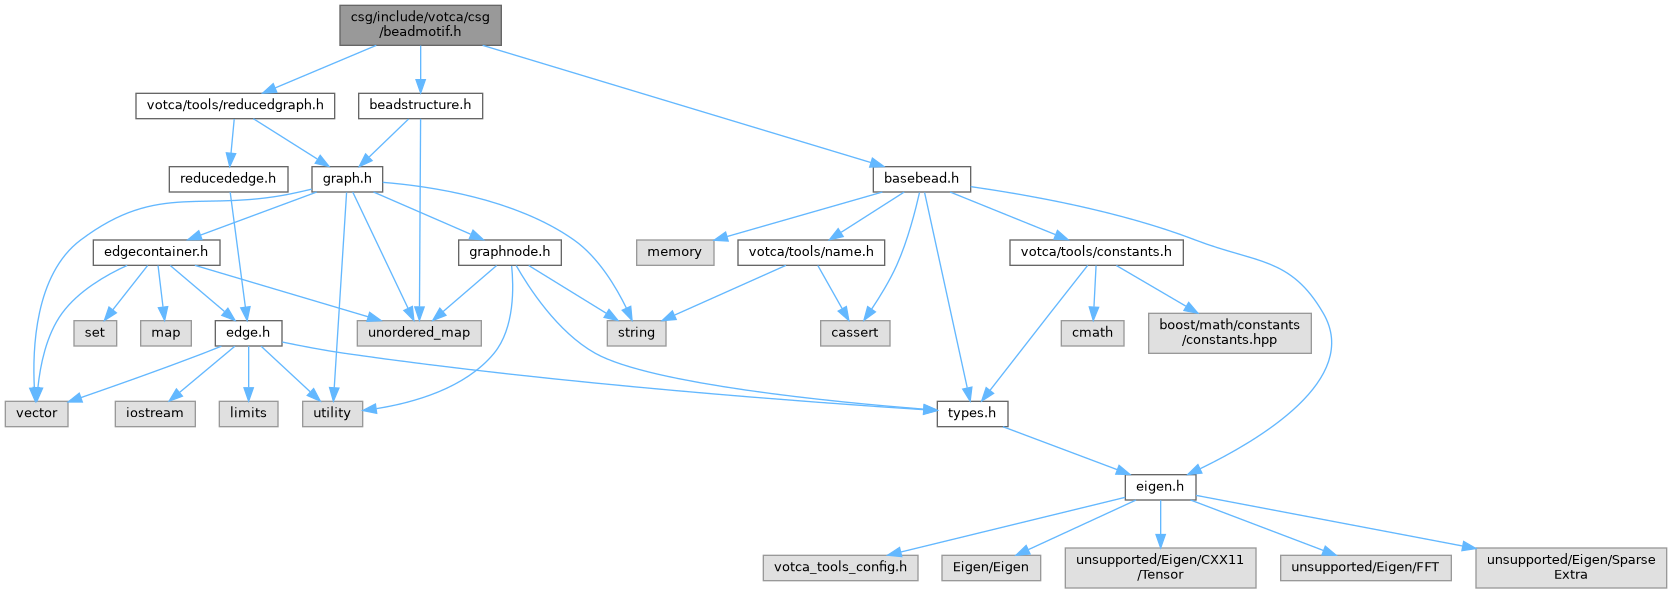 csg/include/votca/csg
/beadmotif.h
votca/tools/reducedgraph.h
beadstructure.h
reducededge.h
graph.h
basebead.h
edgecontainer.h
graphnode.h
memory
votca/tools/name.h
votca/tools/constants.h
set
map
edge.h
unordered_map
string
cassert
cmath
boost/math/constants
/constants.hpp
vector
iostream
limits
utility
types.h
eigen.h
votca_tools_config.h
Eigen/Eigen
unsupported/Eigen/CXX11
/Tensor
unsupported/Eigen/FFT
unsupported/Eigen/Sparse
Extra